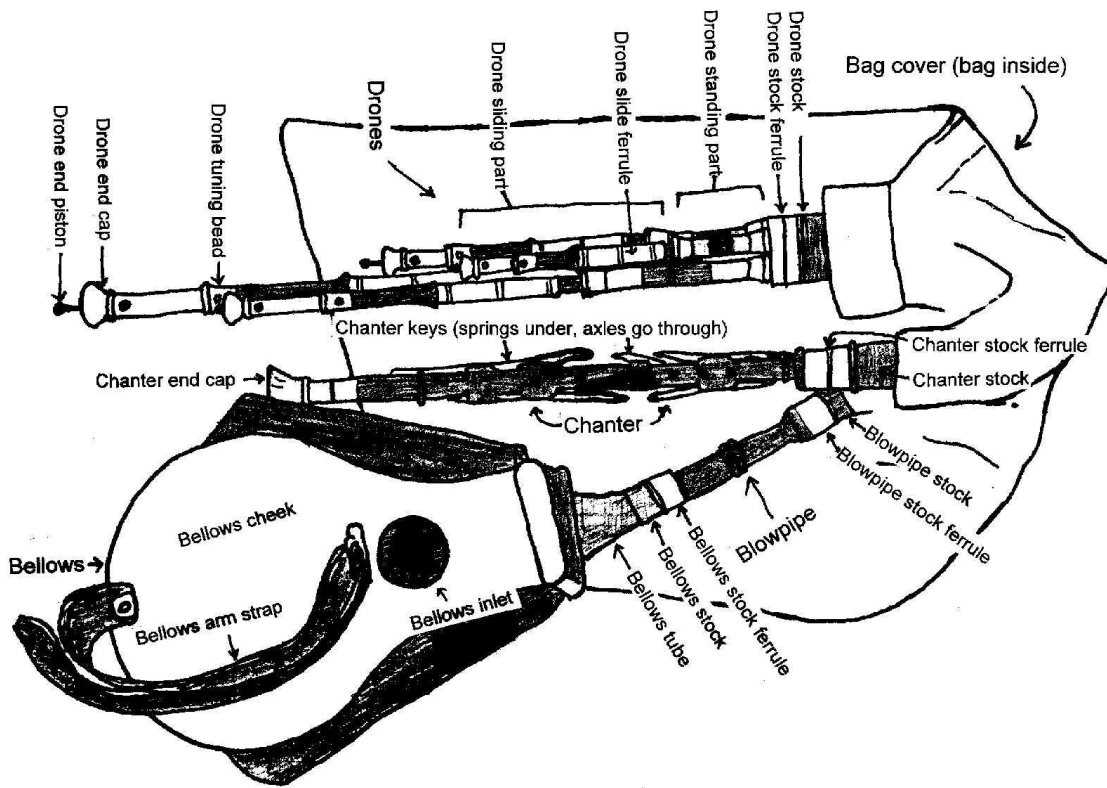 Drone end piston
Drone end cap
Drone tuning bead
Drones
Drone sliding part
Drone slide ferrule
Drone standing part
Drone stock ferrule
Drone stock
Bag cover (bag inside)
Chanter keys (springs under, axles go through)
Chanter stock ferrule
Chanter end cap
Chanter stock
Chanter
Blowpipe stock
Blowpipe stock ferrule
Blowpipe
Bellows cheek
Bellows
Bellows inlet
Bellows stock ferrule
Bellows stock
Bellows tube
Bellows arm strap